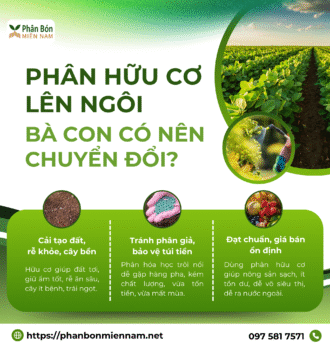 Phân Bón
MIỀN NAM
PHÂN HỮU CƠ
LÊN NGÔI
BÀ CON CÓ NÊN
CHUYỂN ĐỔI?
Cải tạo đất,
rễ khỏe, cây bền
Hữu cơ giúp đất tơi,
giữ ẩm tốt, rễ ăn sâu,
cây ít bệnh, trái ngọt.
Tránh phân giả,
bảo vệ túi tiền
Phân hóa học trôi nổi
dễ gặp hàng pha, kém
chất lượng, vừa tốn
tiền, vừa mất mùa.
Đạt chuẩn, giá bán
ổn định
Dùng phân hữu cơ
giúp nông sản sạch, ít
tồn dư, dễ vô siêu thị,
dễ ra nước ngoài.
https://phanbonmiennam.net
097 581 7571